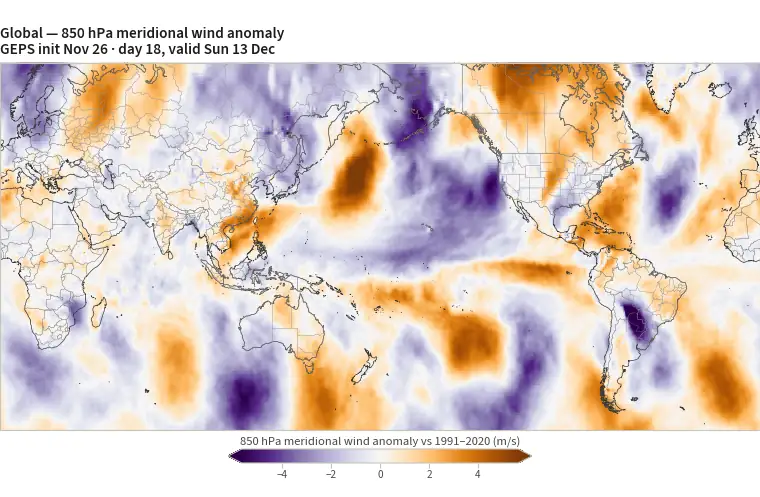 Global — 850 hPa meridional wind anomaly
GEPS init Nov 26 · day 18, valid Sun 13 Dec
850 hPa meridional wind anomaly vs 1991–2020 (m/s)
−4 −2 0 2 4